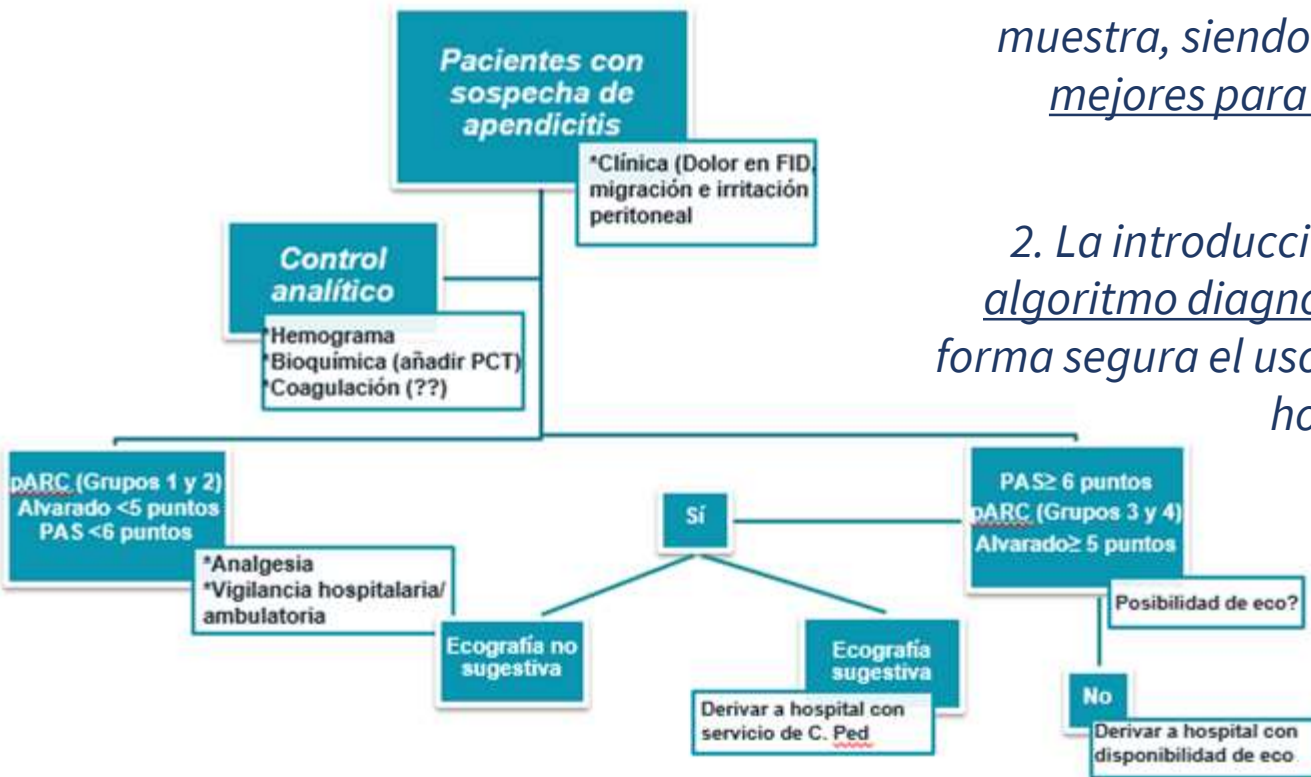 muestra, siendo
mejores para
2. La introducci
algoritmo diagno
forma segura el uso
ho
Pacientes con
sospecha de
apendicitis
*Clínica (Dolor en FID,
migración e irritación
peritoneal
Control
analítico
*Hemograma
*Bioquímica (añadir PCT)
*Coagulación (??)
pARC (Grupos 1 y 2)
Alvarado <5 puntos
PAS <6 puntos
*Analgesia
*Vigilancia hospitalaria/
ambulatoria
Sí
PAS≥ 6 puntos
pARC (Grupos 3 y 4)
Alvarado≥ 5 puntos
Posibilidad de eco?
Ecografía no
sugestiva
Ecografía
sugestiva
Derivar a hospital con
servicio de C. Ped
No
Derivar a hospital con
disponibilidad de eco